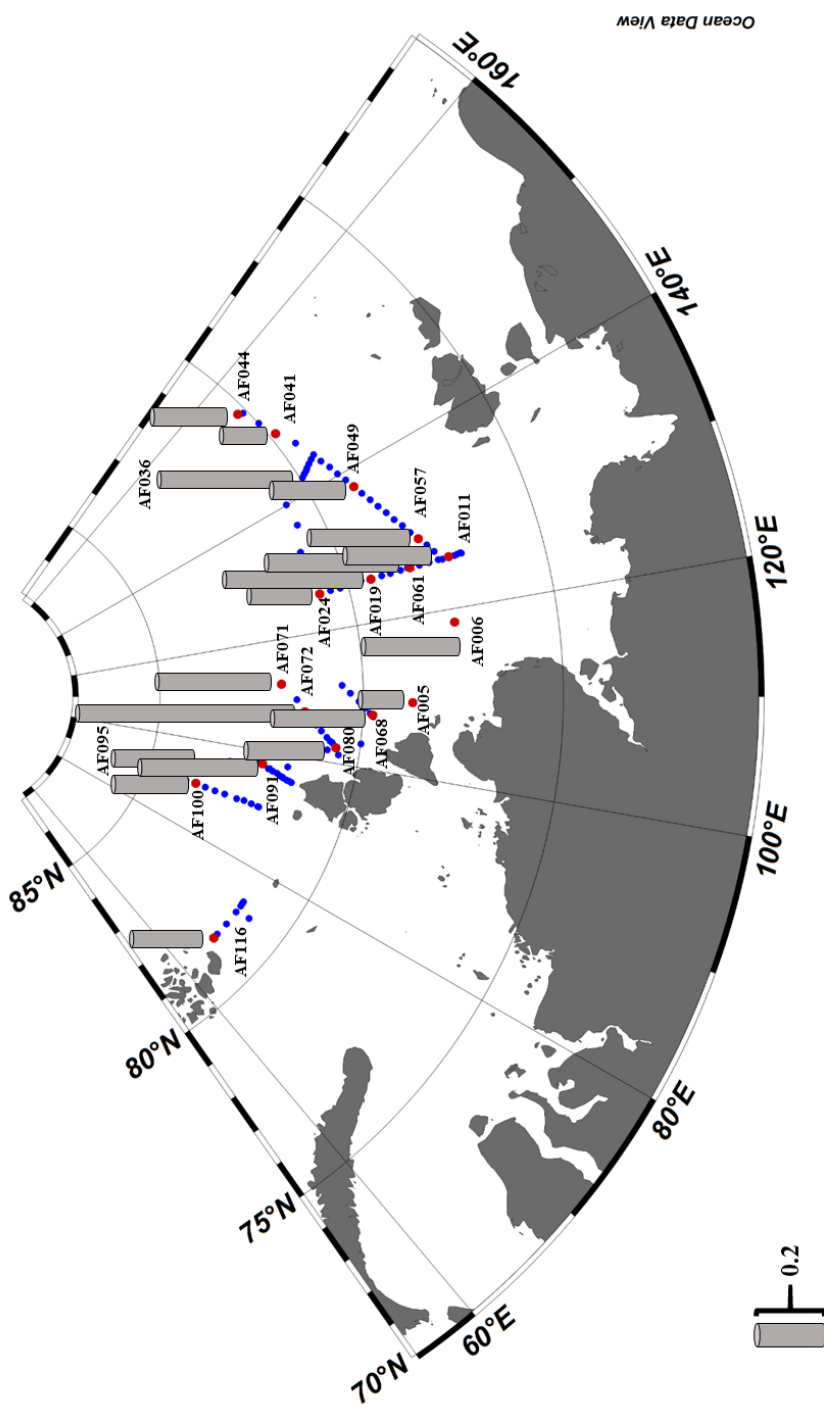 Ocean Data View
160°E
140°E
120°E
100°E
80°E
60°E
85°N
80°N
75°N
70°N
AF044
AF041
AF036
AF049
AF057
AF011
AF061
AF019
AF024
AF006
AF071
AF072
AF005
AF068
AF080
AF095
AF091
AF100
AF116
0.2